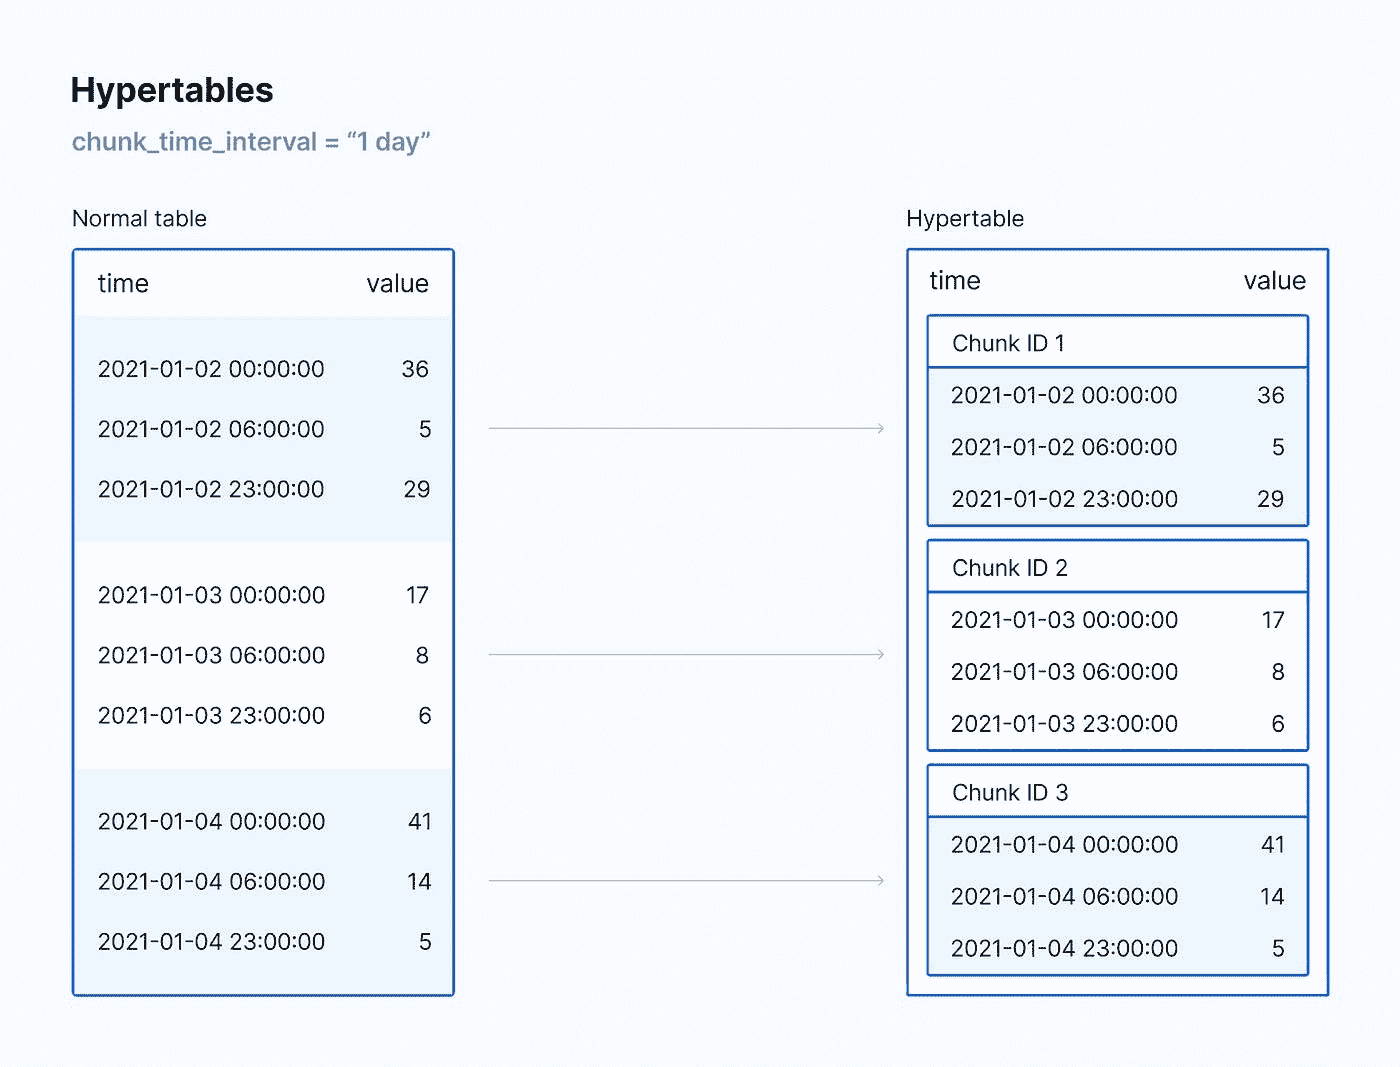 Hypertables
chunk_time_interval = “1 day”
Normal table
time value
2021-01-02 00:00:00 36
2021-01-02 06:00:00 5
2021-01-02 23:00:00 29
2021-01-03 00:00:00 17
2021-01-03 06:00:00 8
2021-01-03 23:00:00 6
2021-01-04 00:00:00 41
2021-01-04 06:00:00 14
2021-01-04 23:00:00 5
Hypertable
time value
Chunk ID 1
2021-01-02 00:00:00 36
2021-01-02 06:00:00 5
2021-01-02 23:00:00 29
Chunk ID 2
2021-01-03 00:00:00 17
2021-01-03 06:00:00 8
2021-01-03 23:00:00 6
Chunk ID 3
2021-01-04 00:00:00 41
2021-01-04 06:00:00 14
2021-01-04 23:00:00 5